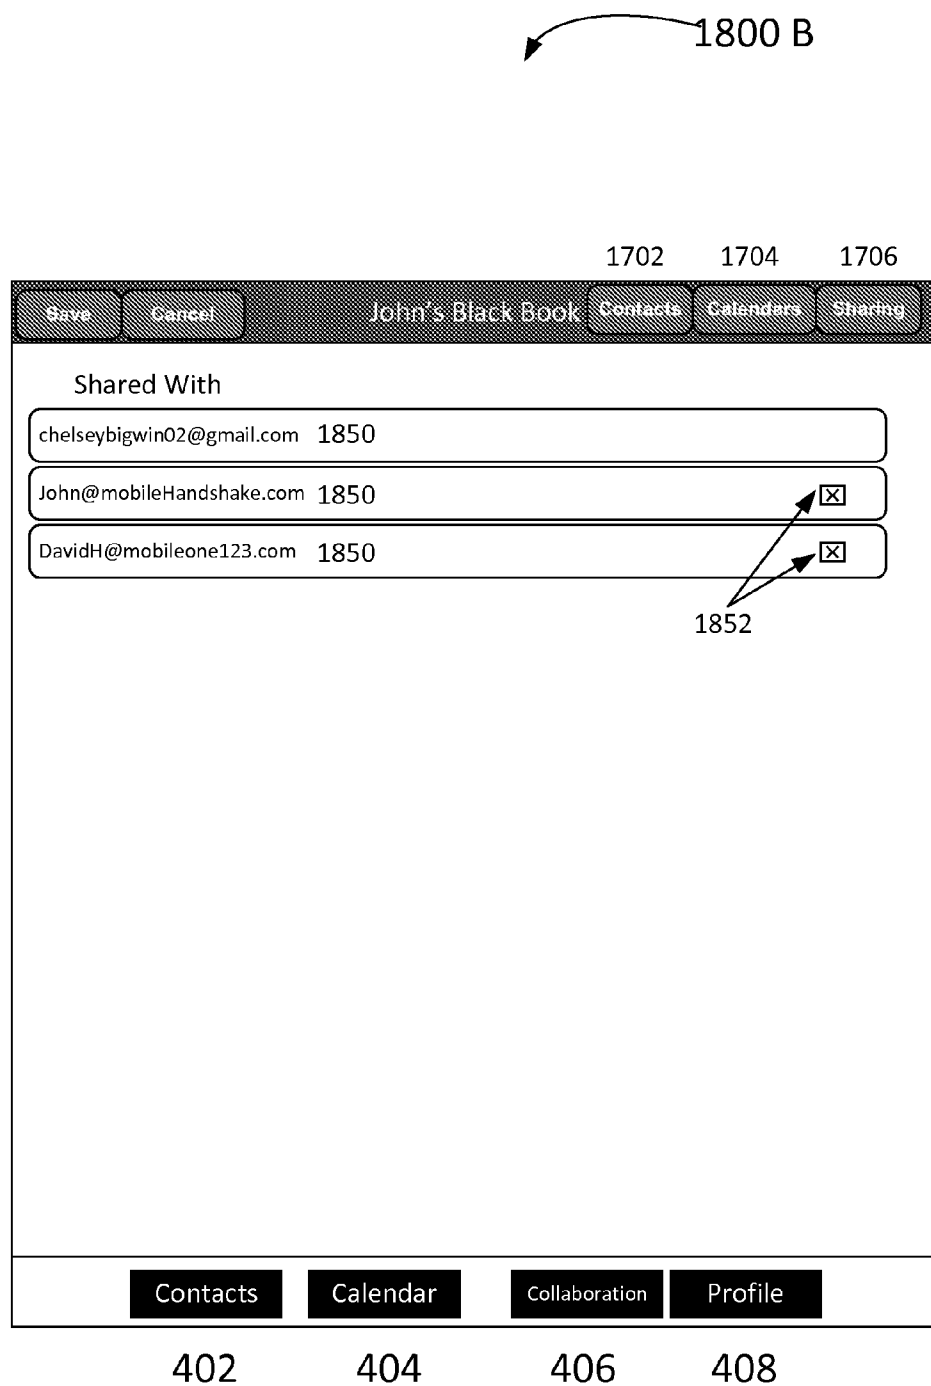 1800 B
1702 1704 1706
Save Cancel John's Black Book Contacts Calendars Sharing
Shared With
chelseybigwin02@gmail.com 1850
John@mobileHandshake.com 1850
DavidH@mobileone123.com 1850
1852
Contacts Calendar Collaboration Profile
402 404 406 408